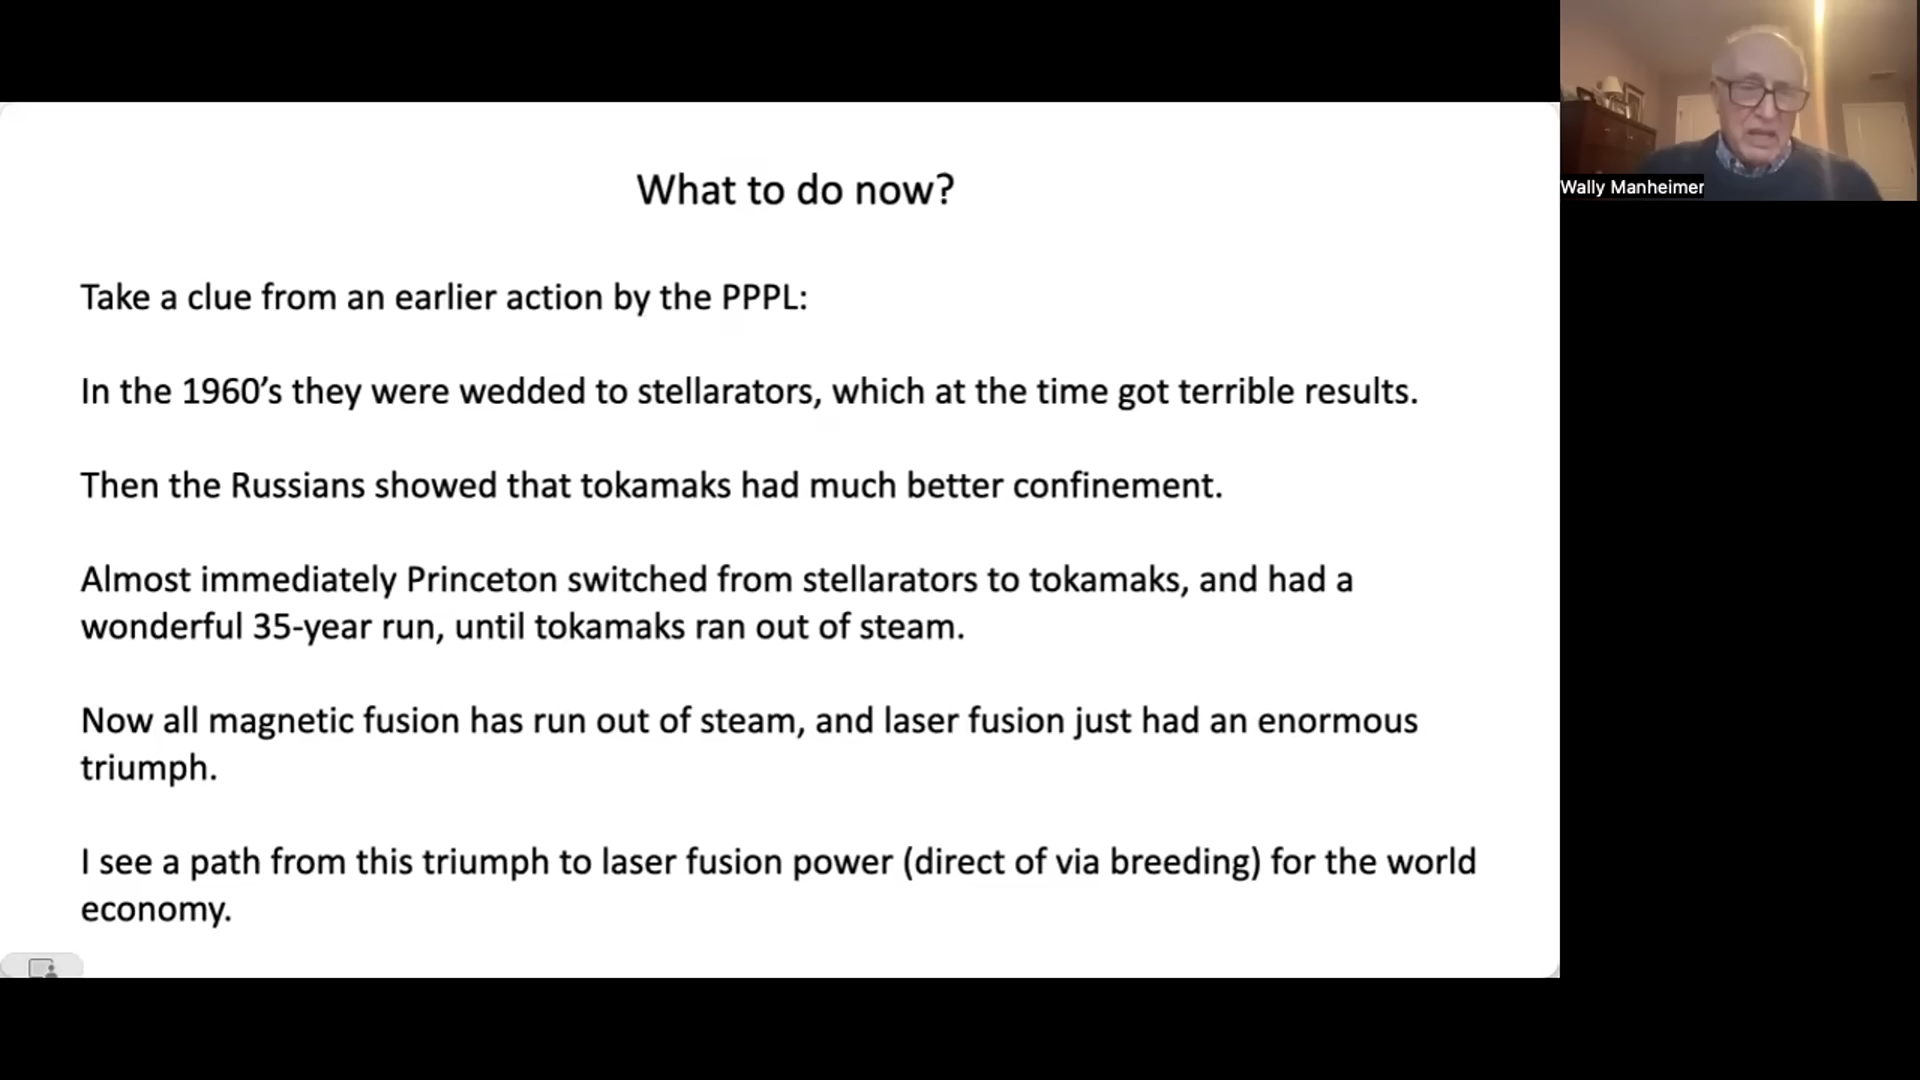 What to do now?
Take a clue from an earlier action by the PPPL:
In the 1960’s they were wedded to stellarators, which at the time got terrible results.
Then the Russians showed that tokamaks had much better confinement.
Almost immediately Princeton switched from stellarators to tokamaks, and had a
wonderful 35-year run, until tokamaks ran out of steam.
Now all magnetic fusion has run out of steam, and laser fusion just had an enormous
triumph.
I see a path from this triumph to laser fusion power (direct of via breeding) for the world
economy.
Wally Manheimer